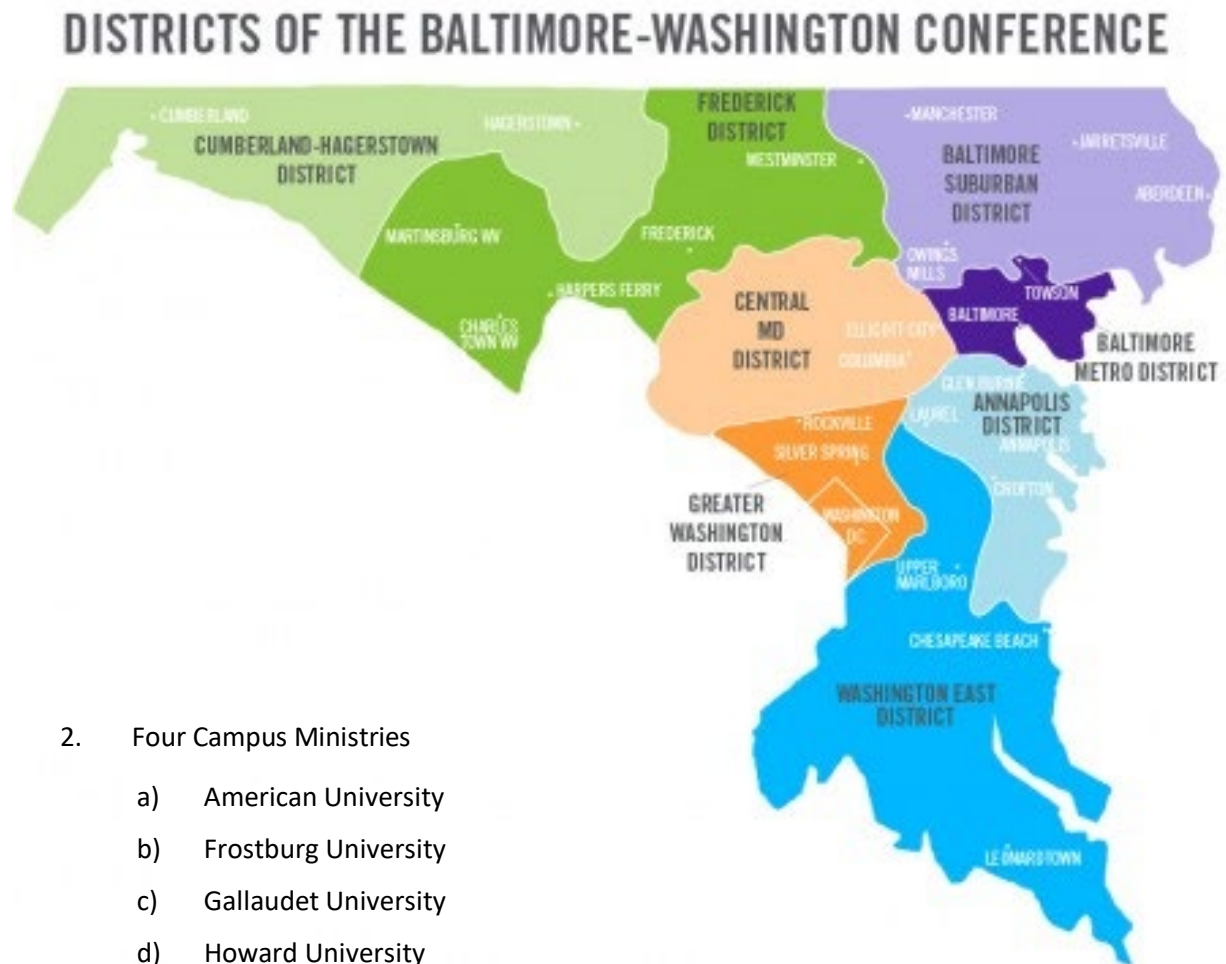 DISTRICTS OF THE BALTIMORE-WASHINGTON CONFERENCE
CUMBERLAND
HAGERSTOWN
CUMBERLAND-HAGERSTOWN
DISTRICT
FREDERICK
DISTRICT
WESTMINSTER
MANCHESTER
JARRETSVILLE
BALTIMORE
SUBURBAN
DISTRICT
ABERDEEN
MARTINSBURG WV
FREDERICK
OWINGS
MILLS
HARPERS FERRY
CHARLES
TOWN WV
CENTRAL
MD
DISTRICT
ELLICOTT CITY
COLUMBIA
TOWSON
BALTIMORE
BALTIMORE
METRO DISTRICT
GLEN BURNIE
LAUREL
ANNAPOLIS
DISTRICT
ANNAPOLIS
CROFTON
ROCKVILLE
SILVER SPRING
GREATER
WASHINGTON
DISTRICT
WASHINGTON
DC
UPPER
MARLBORO
CHESAPEAKE BEACH
WASHINGTON EAST
DISTRICT
LEONARSTOWN
2. Four Campus Ministries
a) American University
b) Frostburg University
c) Gallaudet University
d) Howard University